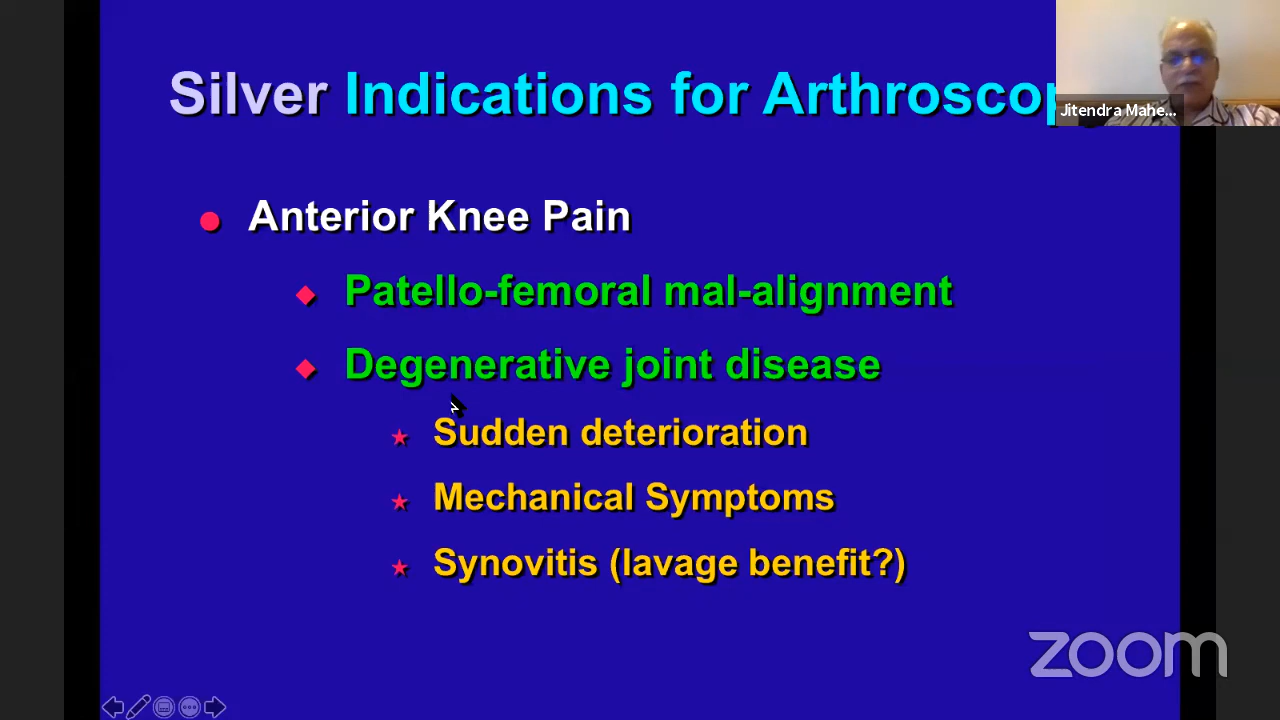 Silver Indications for Arthroscop
Jitendra Mahe...
Anterior Knee Pain
Patello-femoral mal-alignment
Degenerative joint disease
Sudden deterioration
Mechanical Symptoms
Synovitis (lavage benefit?)
zoom